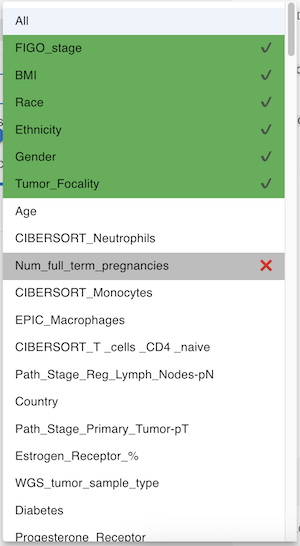 All
FIGO_stage
BMI
Race
Ethnicity
Gender
Tumor_Focality
Age
CIBERSORT_Neutrophils
Num_full_term_pregnancies
CIBERSORT_Monocytes
EPIC_Macrophages
CIBERSORT_T _cells _CD4 _naive
Path_Stage_Reg_Lymph_Nodes-pN
Country
Path_Stage_Primary_Tumor-pT
Estrogen_Receptor_%
WGS_tumor_sample_type
Diabetes
Progesterone_Receptor